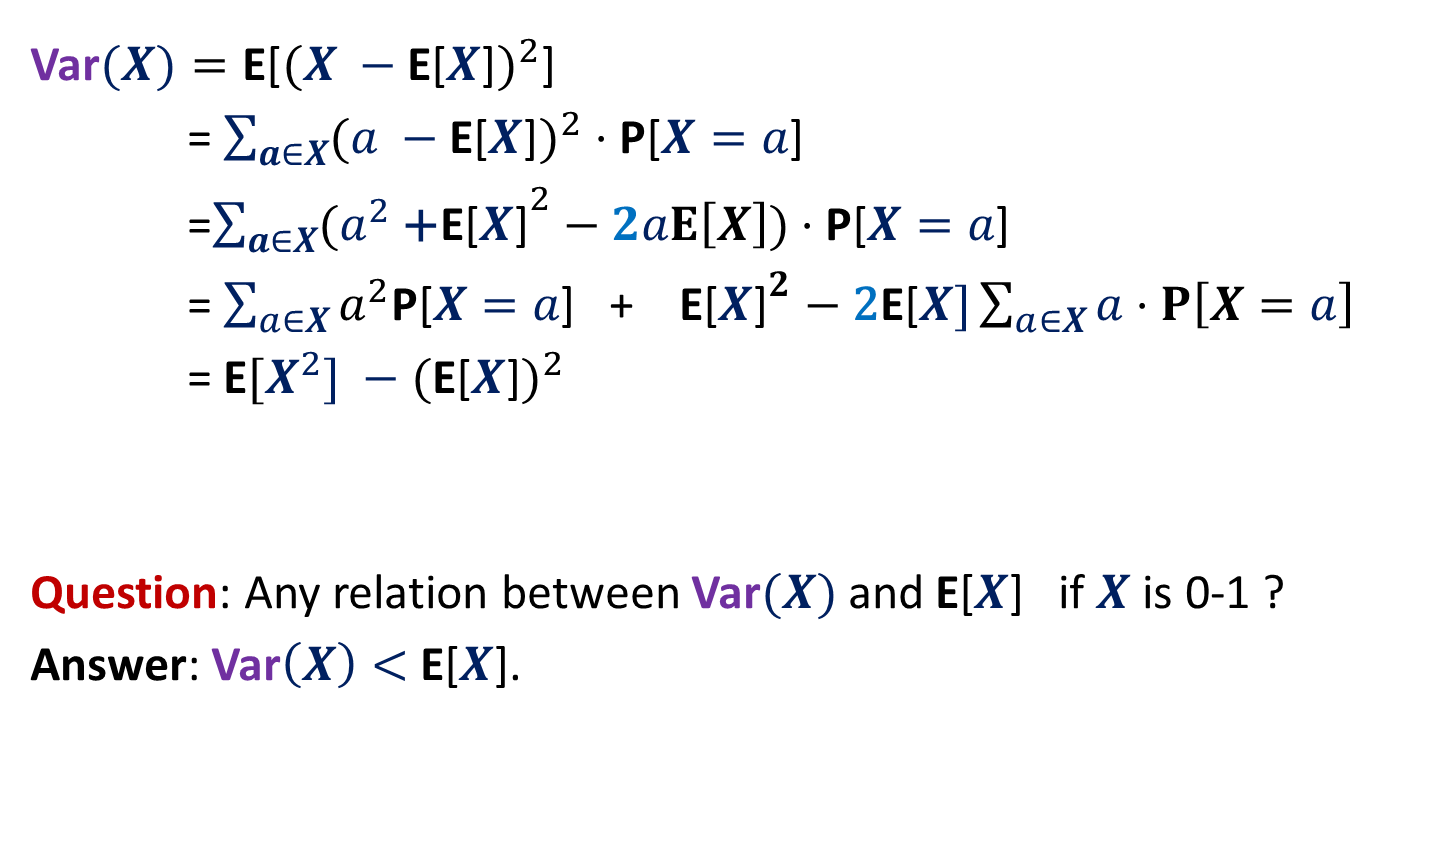 Var(X) = E[(X − E[X])²]
= ∑ₐ∈X(a − E[X])² · P[X = a]
=∑ₐ∈X(a² +E[X]² − 2aE[X]) · P[X = a]
= ∑ₐ∈X a²P[X = a] + E[X]² − 2E[X]∑ₐ∈X a · P[X = a]
= E[X²] − (E[X])²
Question: Any relation between Var(X) and E[X] if X is 0-1 ?
Answer: Var(X) < E[X].